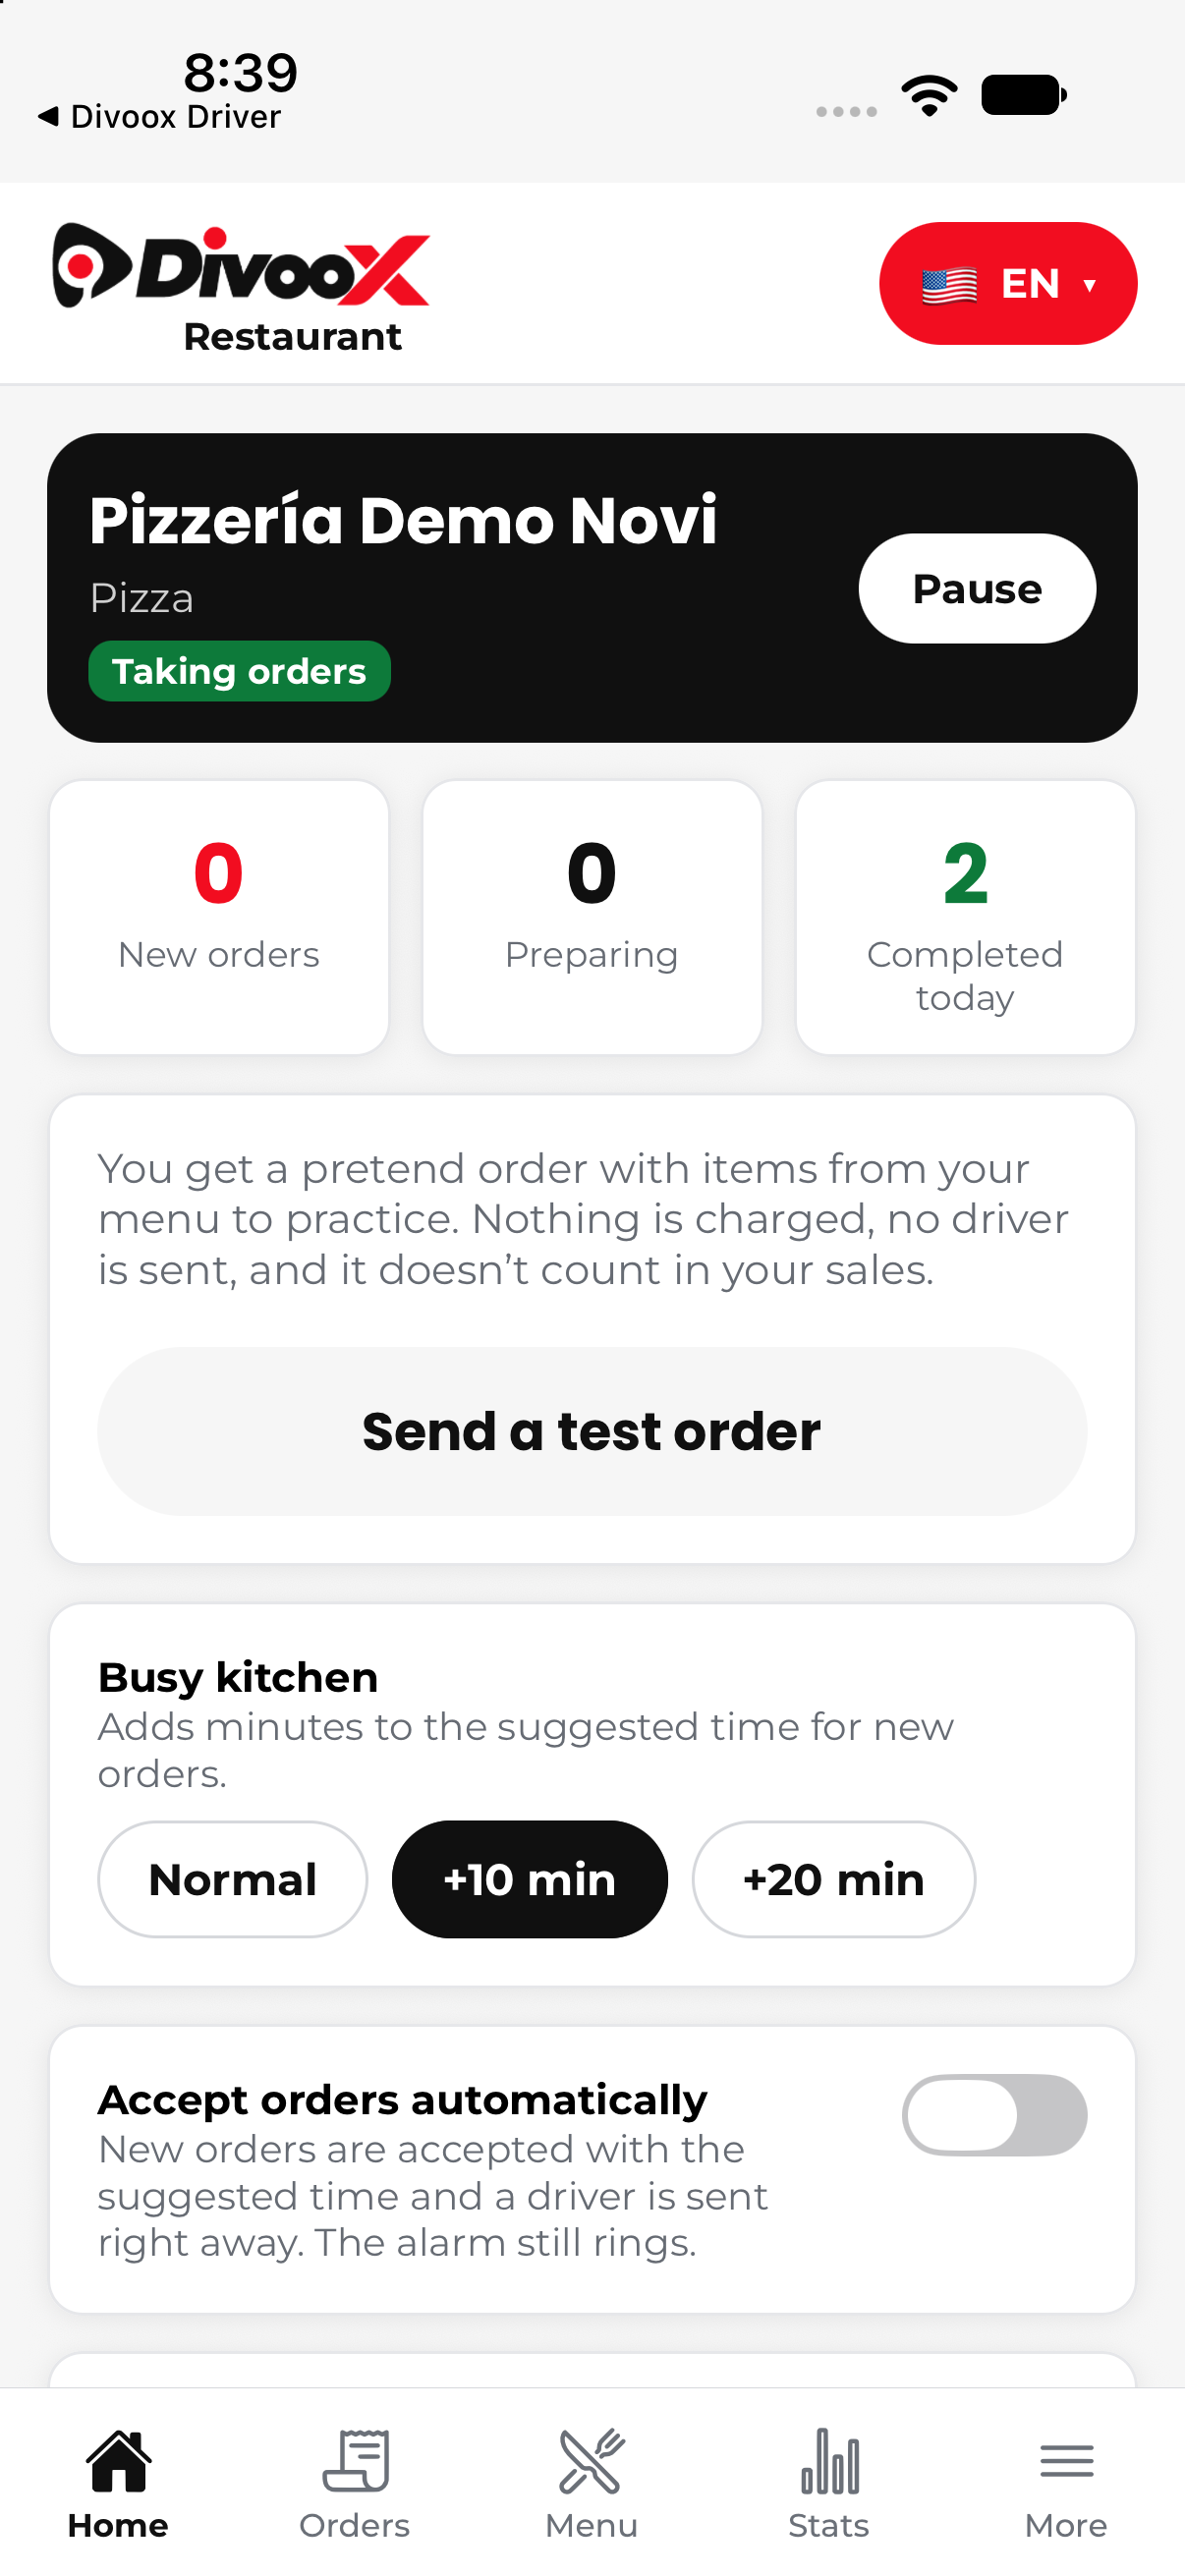 8:39
◀ Divoox Driver
DivooX
Restaurant
EN ▼
Pizzería Demo Novi
Pizza
Pause
Taking orders
0
New orders
0
Preparing
2
Completed
today
You get a pretend order with items from your
menu to practice. Nothing is charged, no driver
is sent, and it doesn’t count in your sales.
Send a test order
Busy kitchen
Adds minutes to the suggested time for new
orders.
Normal
+10 min
+20 min
Accept orders automatically
New orders are accepted with the
suggested time and a driver is sent
right away. The alarm still rings.
Home
Orders
Menu
Stats
More